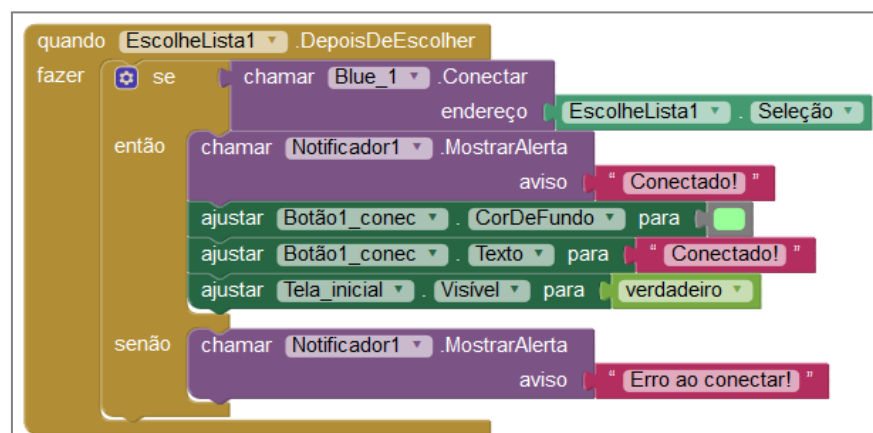 quando EscolheLista1 .DepoisDeEscolher
fazer se chamar Blue_1 .Conectar
endereço EscolheLista1 . Seleção
então chamar Notificador1 .MostrarAlerta
aviso " Conectado! "
ajustar Botão1_conec . CorDeFundo para
ajustar Botão1_conec . Texto para " Conectado! "
ajustar Tela_inicial . Visível para verdadeiro
senão chamar Notificador1 .MostrarAlerta
aviso " Erro ao conectar! "